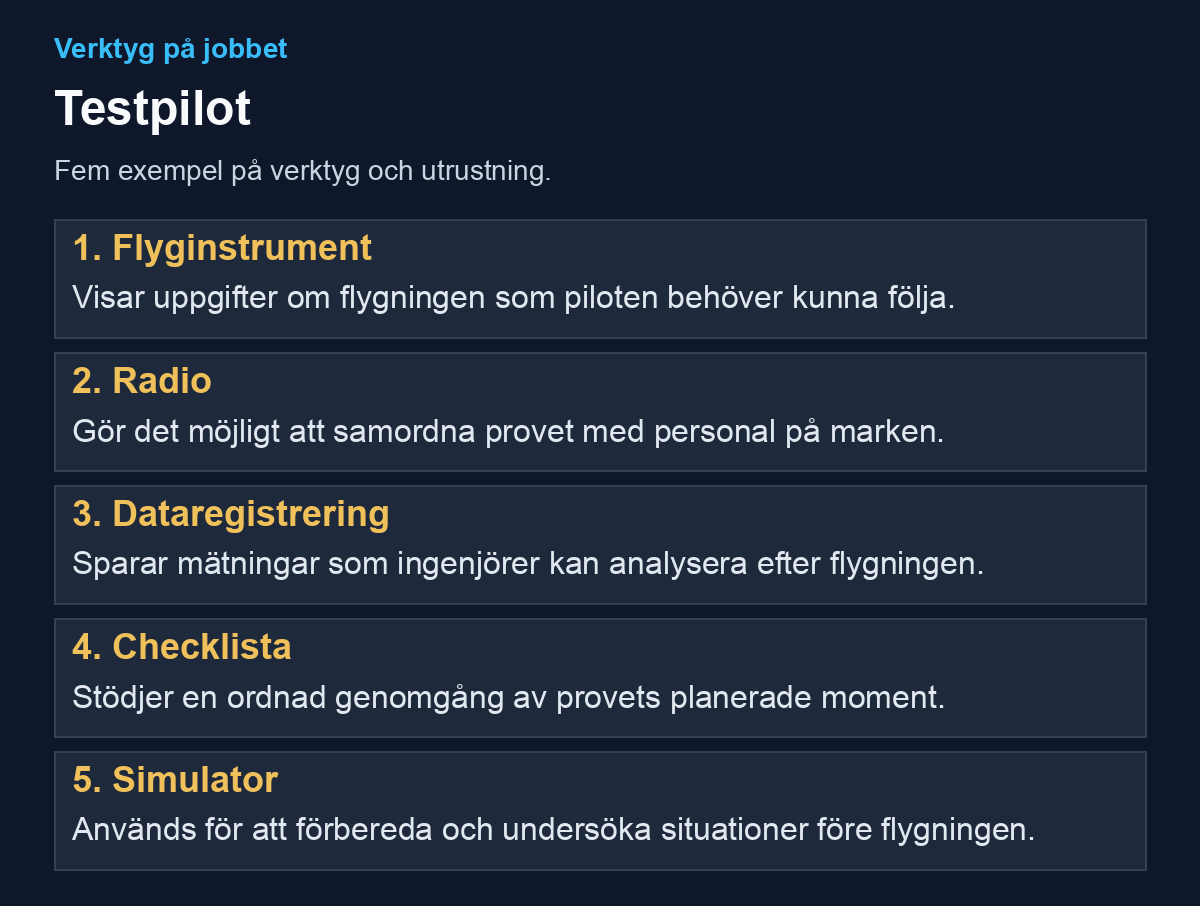 Verktyg på jobbet
Testpilot
Fem exempel på verktyg och utrustning.
1. Flyginstrument
Visar uppgifter om flygningen som piloten behöver kunna följa.
2. Radio
Gör det möjligt att samordna provet med personal på marken.
3. Dataregistrering
Sparar mätningar som ingenjörer kan analysera efter flygningen.
4. Checklista
Stödjer en ordnad genomgång av provets planerade moment.
5. Simulator
Används för att förbereda och undersöka situationer före flygningen.